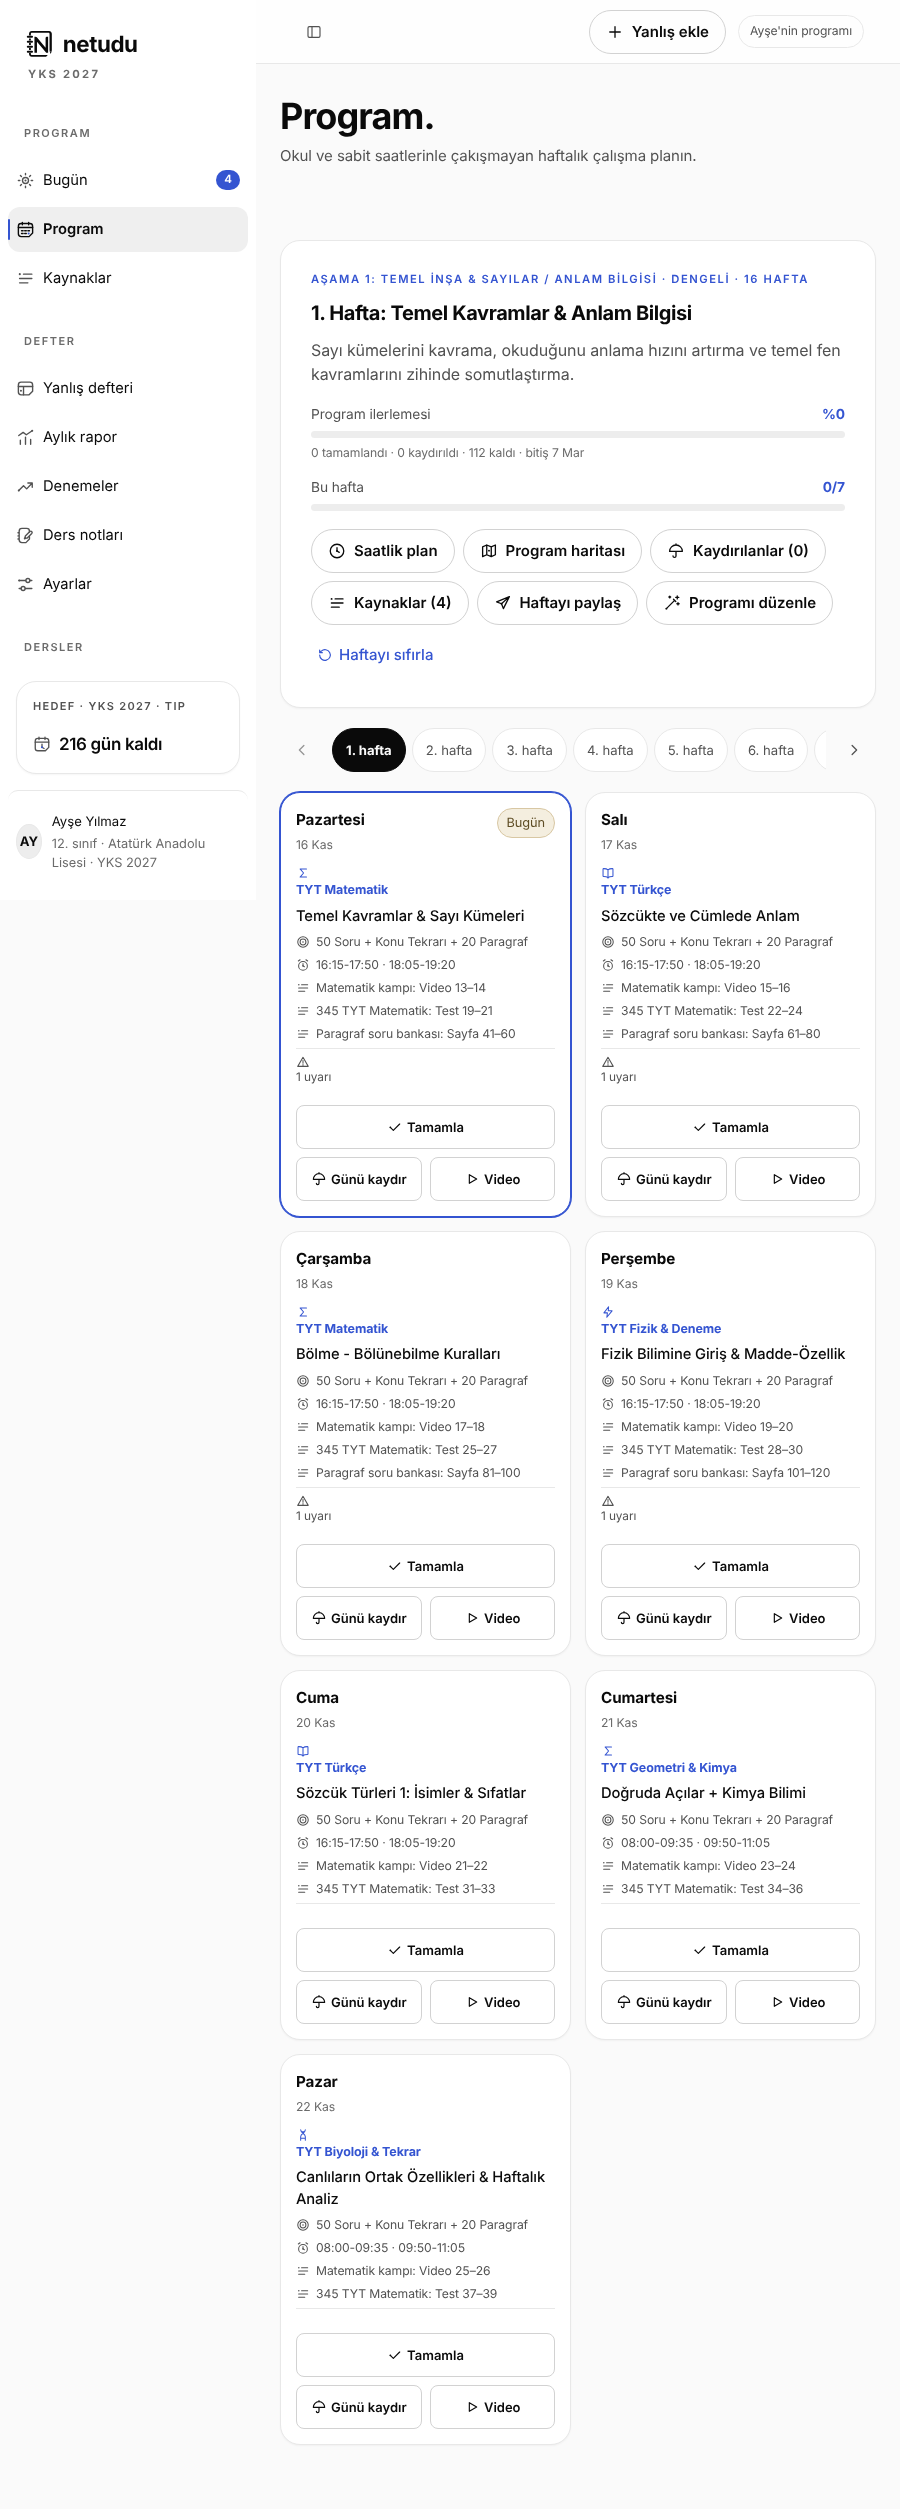 netudu
YKS 2027
PROGRAM
Bugün
4
Program
Kaynaklar
DEFTER
Yanlış defteri
Aylık rapor
Denemeler
Ders notları
Ayarlar
DERSLER
HEDEF · YKS 2027 · TIP
216 gün kaldı
AY
Ayşe Yılmaz
12. sınıf · Atatürk Anadolu
Lisesi · YKS 2027
Yanlış ekle
Ayşe'nin programı
Program.
Okul ve sabit saatlerinle çakışmayan haftalık çalışma planın.
AŞAMA 1: TEMEL İNŞA & SAYILAR / ANLAM BİLGİSİ · DENGELİ · 16 HAFTA
1. Hafta: Temel Kavramlar & Anlam Bilgisi
Sayı kümelerini kavrama, okuduğunu anlama hızını artırma ve temel fen
kavramlarını zihinde somutlaştırma.
Program ilerlemesi
%0
0 tamamlandı · 0 kaydırıldı · 112 kaldı · bitiş 7 Mar
Bu hafta
0/7
Saatlik plan
Program haritası
Kaydırılanlar (0)
Kaynaklar (4)
Haftayı paylaş
Programı düzenle
Haftayı sıfırla
1. hafta
2. hafta
3. hafta
4. hafta
5. hafta
6. hafta
Pazartesi
Bugün
16 Kas
TYT Matematik
Temel Kavramlar & Sayı Kümeleri
50 Soru + Konu Tekrarı + 20 Paragraf
16:15-17:50 · 18:05-19:20
Matematik kampı: Video 13–14
345 TYT Matematik: Test 19–21
Paragraf soru bankası: Sayfa 41–60
1 uyarı
Tamamla
Günü kaydır
Video
Salı
17 Kas
TYT Türkçe
Sözcükte ve Cümlede Anlam
50 Soru + Konu Tekrarı + 20 Paragraf
16:15-17:50 · 18:05-19:20
Matematik kampı: Video 15–16
345 TYT Matematik: Test 22–24
Paragraf soru bankası: Sayfa 61–80
1 uyarı
Tamamla
Günü kaydır
Video
Çarşamba
18 Kas
TYT Matematik
Bölme - Bölünebilme Kuralları
50 Soru + Konu Tekrarı + 20 Paragraf
16:15-17:50 · 18:05-19:20
Matematik kampı: Video 17–18
345 TYT Matematik: Test 25–27
Paragraf soru bankası: Sayfa 81–100
1 uyarı
Tamamla
Günü kaydır
Video
Perşembe
19 Kas
TYT Fizik & Deneme
Fizik Bilimine Giriş & Madde-Özellik
50 Soru + Konu Tekrarı + 20 Paragraf
16:15-17:50 · 18:05-19:20
Matematik kampı: Video 19–20
345 TYT Matematik: Test 28–30
Paragraf soru bankası: Sayfa 101–120
1 uyarı
Tamamla
Günü kaydır
Video
Cuma
20 Kas
TYT Türkçe
Sözcük Türleri 1: İsimler & Sıfatlar
50 Soru + Konu Tekrarı + 20 Paragraf
16:15-17:50 · 18:05-19:20
Matematik kampı: Video 21–22
345 TYT Matematik: Test 31–33
Tamamla
Günü kaydır
Video
Cumartesi
21 Kas
TYT Geometri & Kimya
Doğruda Açılar + Kimya Bilimi
50 Soru + Konu Tekrarı + 20 Paragraf
08:00-09:35 · 09:50-11:05
Matematik kampı: Video 23–24
345 TYT Matematik: Test 34–36
Tamamla
Günü kaydır
Video
Pazar
22 Kas
TYT Biyoloji & Tekrar
Canlıların Ortak Özellikleri & Haftalık
Analiz
50 Soru + Konu Tekrarı + 20 Paragraf
08:00-09:35 · 09:50-11:05
Matematik kampı: Video 25–26
345 TYT Matematik: Test 37–39
Tamamla
Günü kaydır
Video